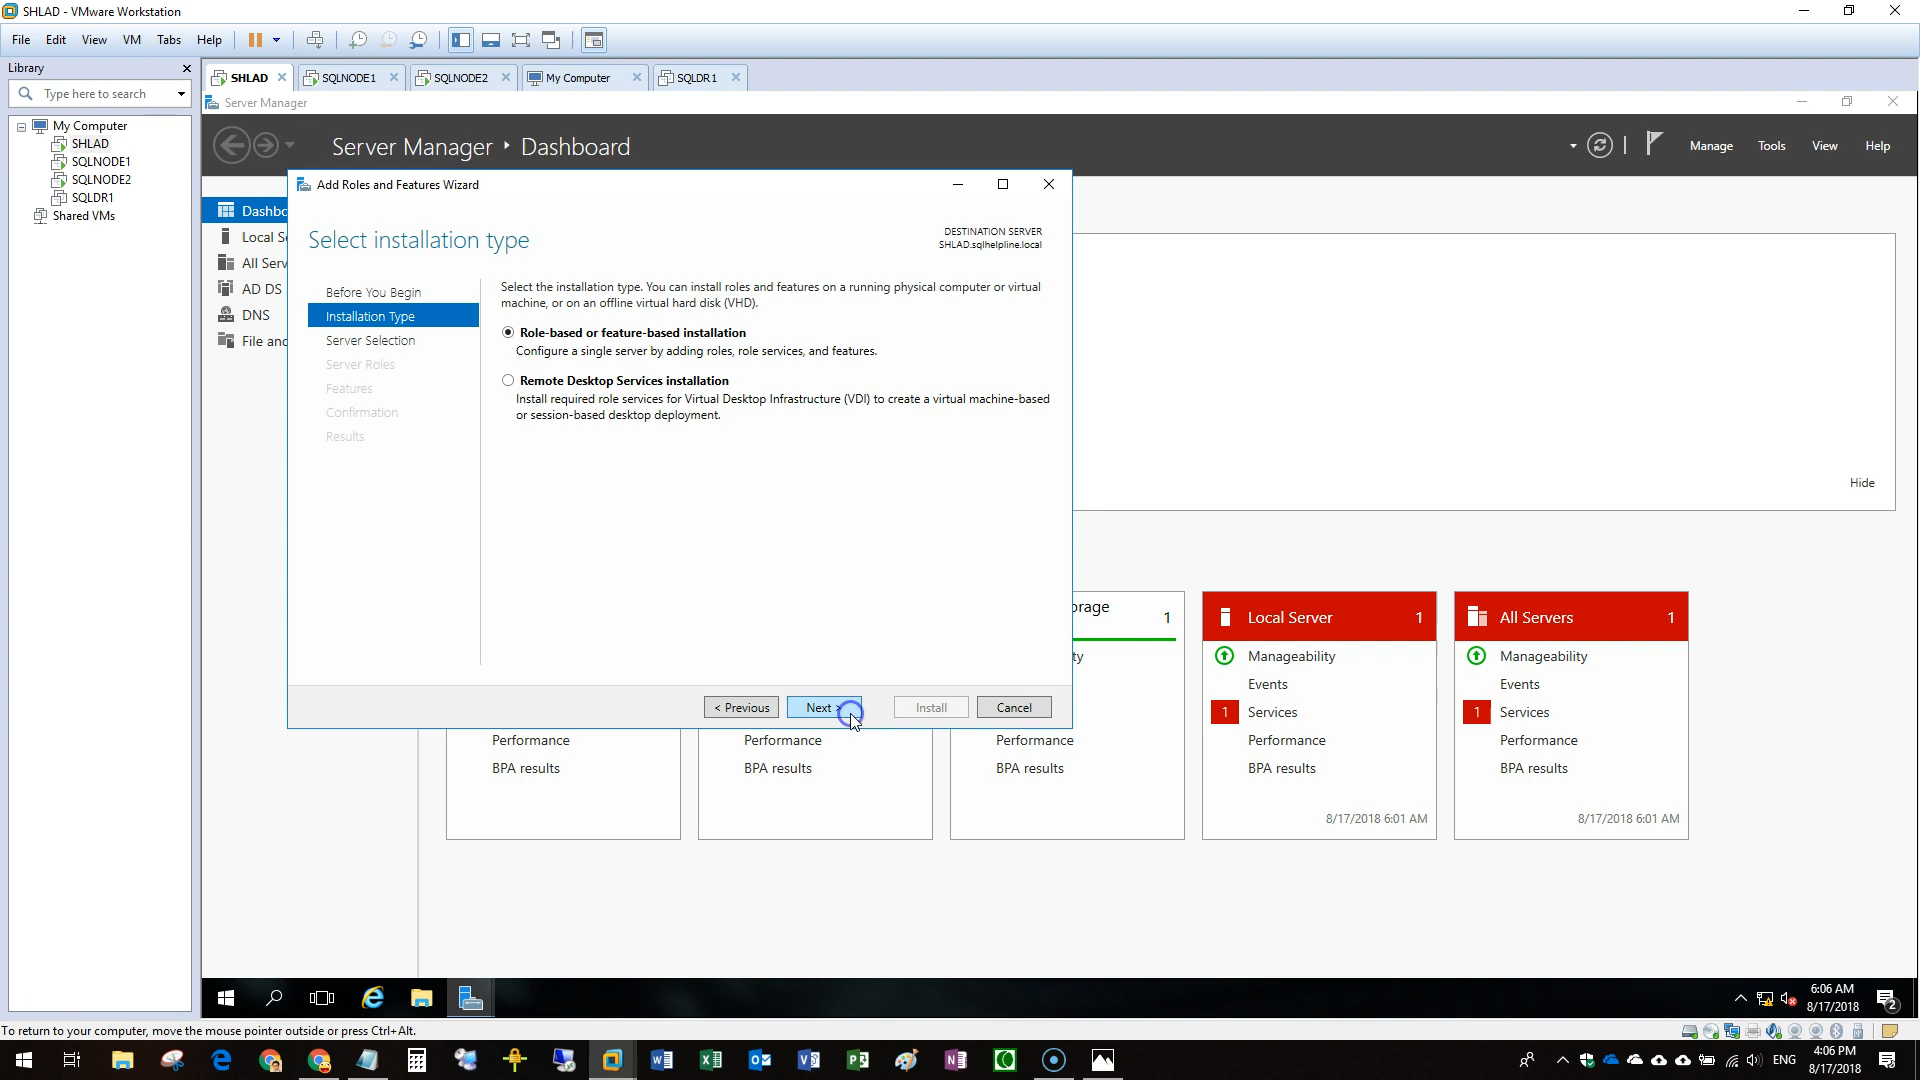 SHLAD - VMware Workstation
File Edit View VM Tabs Help
Library
Type here to search
My Computer
SHLAD
SQLNODE1
SQLNODE2
SQLDR1
Shared VMs
SHLAD SQLNODE1 SQLNODE2 My Computer SQLDR1
Server Manager
Server Manager Dashboard
Manage Tools View Help
Local
AD DS
DNS
File and
Add Roles and Features Wizard
Select installation type
DESTINATION SERVER
SHLAD.sqlhelpline.local
Before You Begin
Installation Type
Server Selection
Server Roles
Features
Confirmation
Results
Select the installation type. You can install roles and features on a running physical computer or virtual
machine, or on an offline virtual hard disk (VHD).
Role-based or feature-based installation
Configure a single server by adding roles, role services, and features.
Remote Desktop Services installation
Install required role services for Virtual Desktop Infrastructure (VDI) to create a virtual machine-based
or session-based desktop deployment.
< Previous Next > Install Cancel
Hide
Performance
BPA results
Performance
BPA results
orage 1
ty
Performance
BPA results
Local Server 1
Manageability
Events
1 Services
Performance
BPA results
8/17/2018 6:01 AM
All Servers 1
Manageability
Events
1 Services
Performance
BPA results
8/17/2018 6:01 AM
6:06 AM
8/17/2018
2
To return to your computer, move the mouse pointer outside or press Ctrl+Alt.
ENG
4:06 PM
8/17/2018